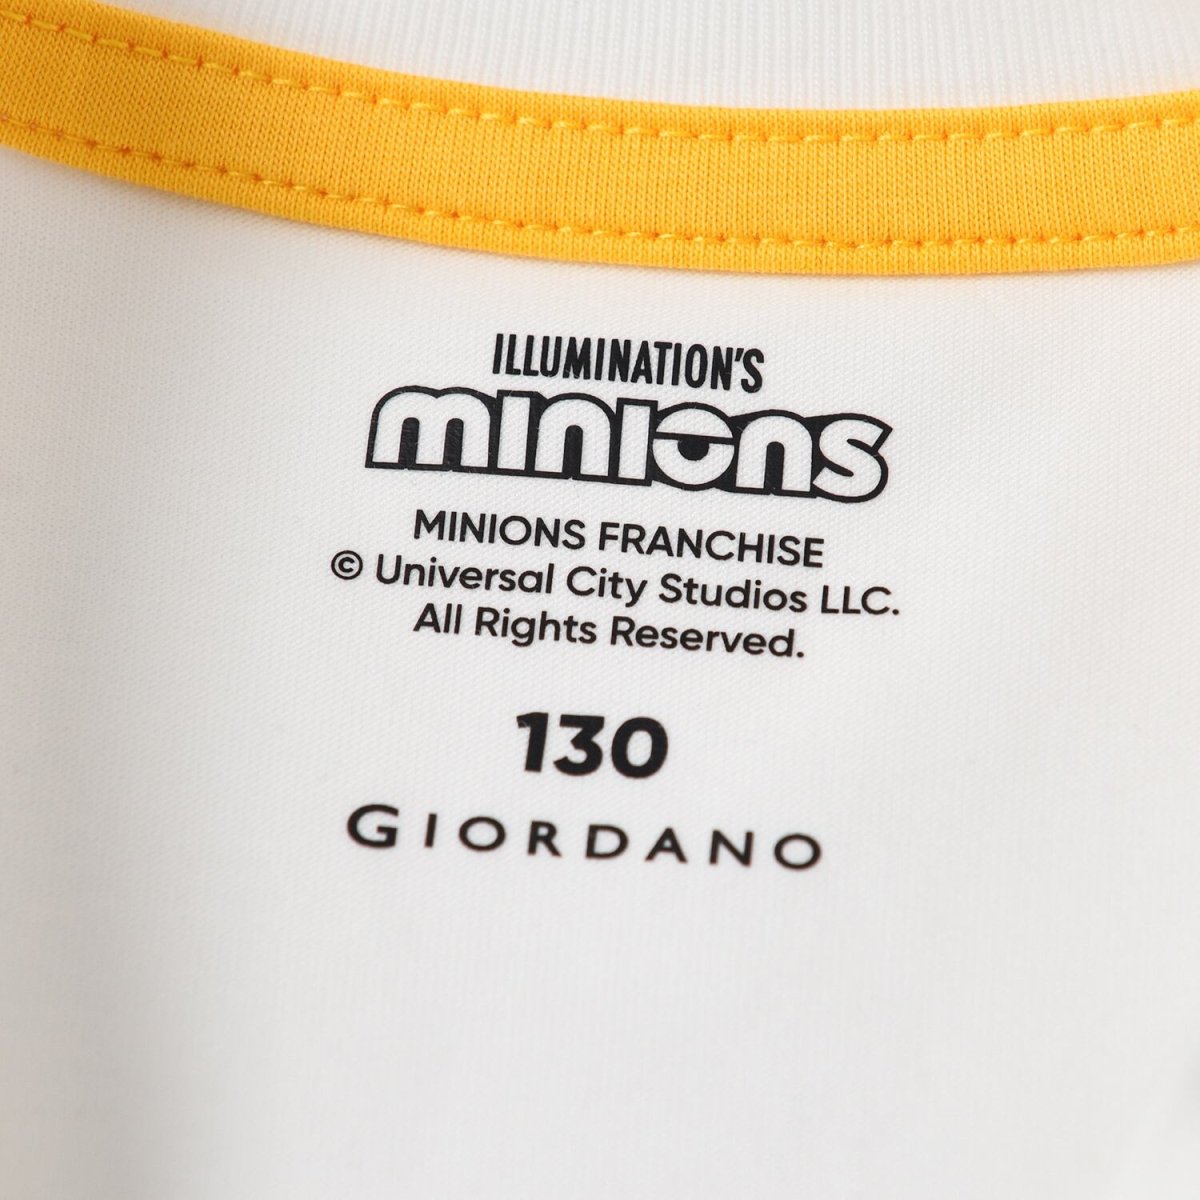 ILLUMINATION'S
minions
MINIONS FRANCHISE
© Universal City Studios LLC.
All Rights Reserved.
130
GIORDANO